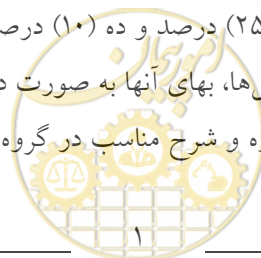 ۲۵) درصد و ده (۱۰) درصد
ل‌ها، بهای آنها به صورت د
ه و شرح مناسب در گروه
۱